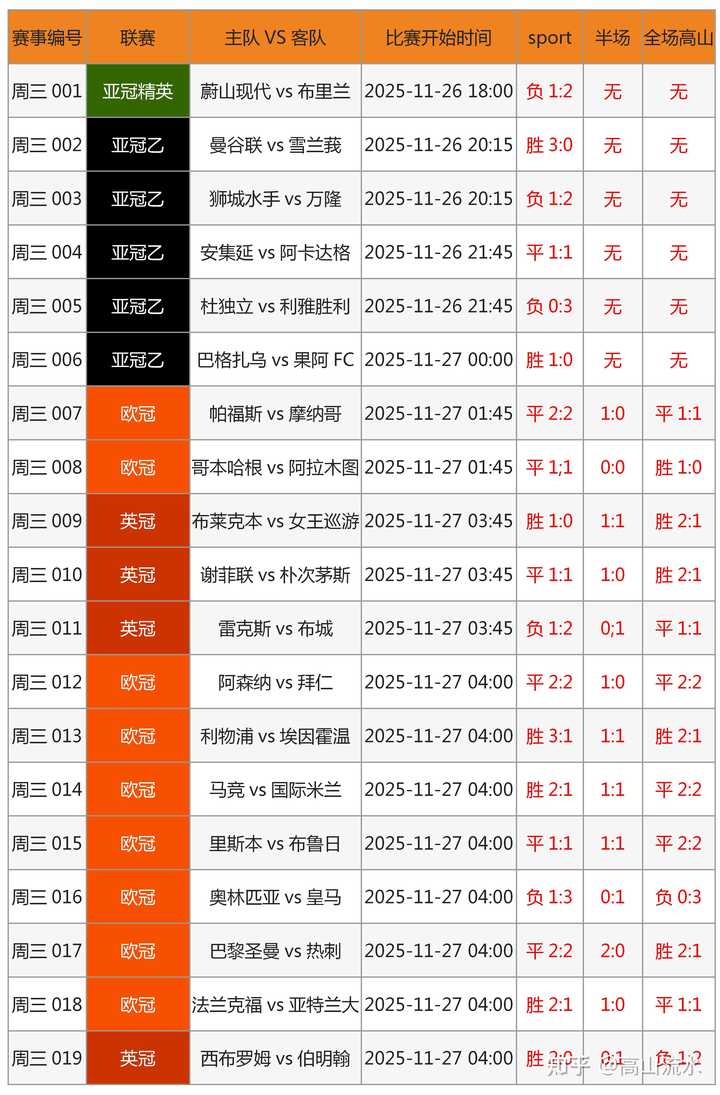 赛事编号 联赛 主队 VS 客队 比赛开始时间 sport 半场 全场高山
周三 001 亚冠精英 蔚山现代 vs 布里兰 2025-11-26 18:00 负 1:2 无 无
周三 002 亚冠乙 曼谷联 vs 雪兰莪 2025-11-26 20:15 胜 3:0 无 无
周三 003 亚冠乙 狮城水手 vs 万隆 2025-11-26 20:15 负 1:2 无 无
周三 004 亚冠乙 安集延 vs 阿卡达格 2025-11-26 21:45 平 1:1 无 无
周三 005 亚冠乙 杜独立 vs 利雅胜利 2025-11-26 21:45 负 0:3 无 无
周三 006 亚冠乙 巴格扎乌 vs 果阿 FC 2025-11-27 00:00 胜 1:0 无 无
周三 007 欧冠 帕福斯 vs 摩纳哥 2025-11-27 01:45 平 2:2 1:0 平 1:1
周三 008 欧冠 哥本哈根 vs 阿拉木图 2025-11-27 01:45 平 1;1 0:0 胜 1:0
周三 009 英冠 布莱克本 vs 女王巡游 2025-11-27 03:45 胜 1:0 1:1 胜 2:1
周三 010 英冠 谢菲联 vs 朴次茅斯 2025-11-27 03:45 平 1:1 1:0 胜 2:1
周三 011 英冠 雷克斯 vs 布城 2025-11-27 03:45 负 1:2 0;1 平 1:1
周三 012 欧冠 阿森纳 vs 拜仁 2025-11-27 04:00 平 2:2 1:0 平 2:2
周三 013 欧冠 利物浦 vs 埃因霍温 2025-11-27 04:00 胜 3:1 1:1 胜 2:1
周三 014 欧冠 马竞 vs 国际米兰 2025-11-27 04:00 胜 2:1 1:1 平 2:2
周三 015 欧冠 里斯本 vs 布鲁日 2025-11-27 04:00 平 1:1 1:1 平 2:2
周三 016 欧冠 奥林匹亚 vs 皇马 2025-11-27 04:00 负 1:3 0:1 负 0:3
周三 017 欧冠 巴黎圣曼 vs 热刺 2025-11-27 04:00 平 2:2 2:0 胜 2:1
周三 018 欧冠 法兰克福 vs 亚特兰大 2025-11-27 04:00 胜 2:1 1:0 平 1:1
周三 019 英冠 西布罗姆 vs 伯明翰 2025-11-27 04:00 胜 2:0 0:1 负 1:2
知乎 @高山流水